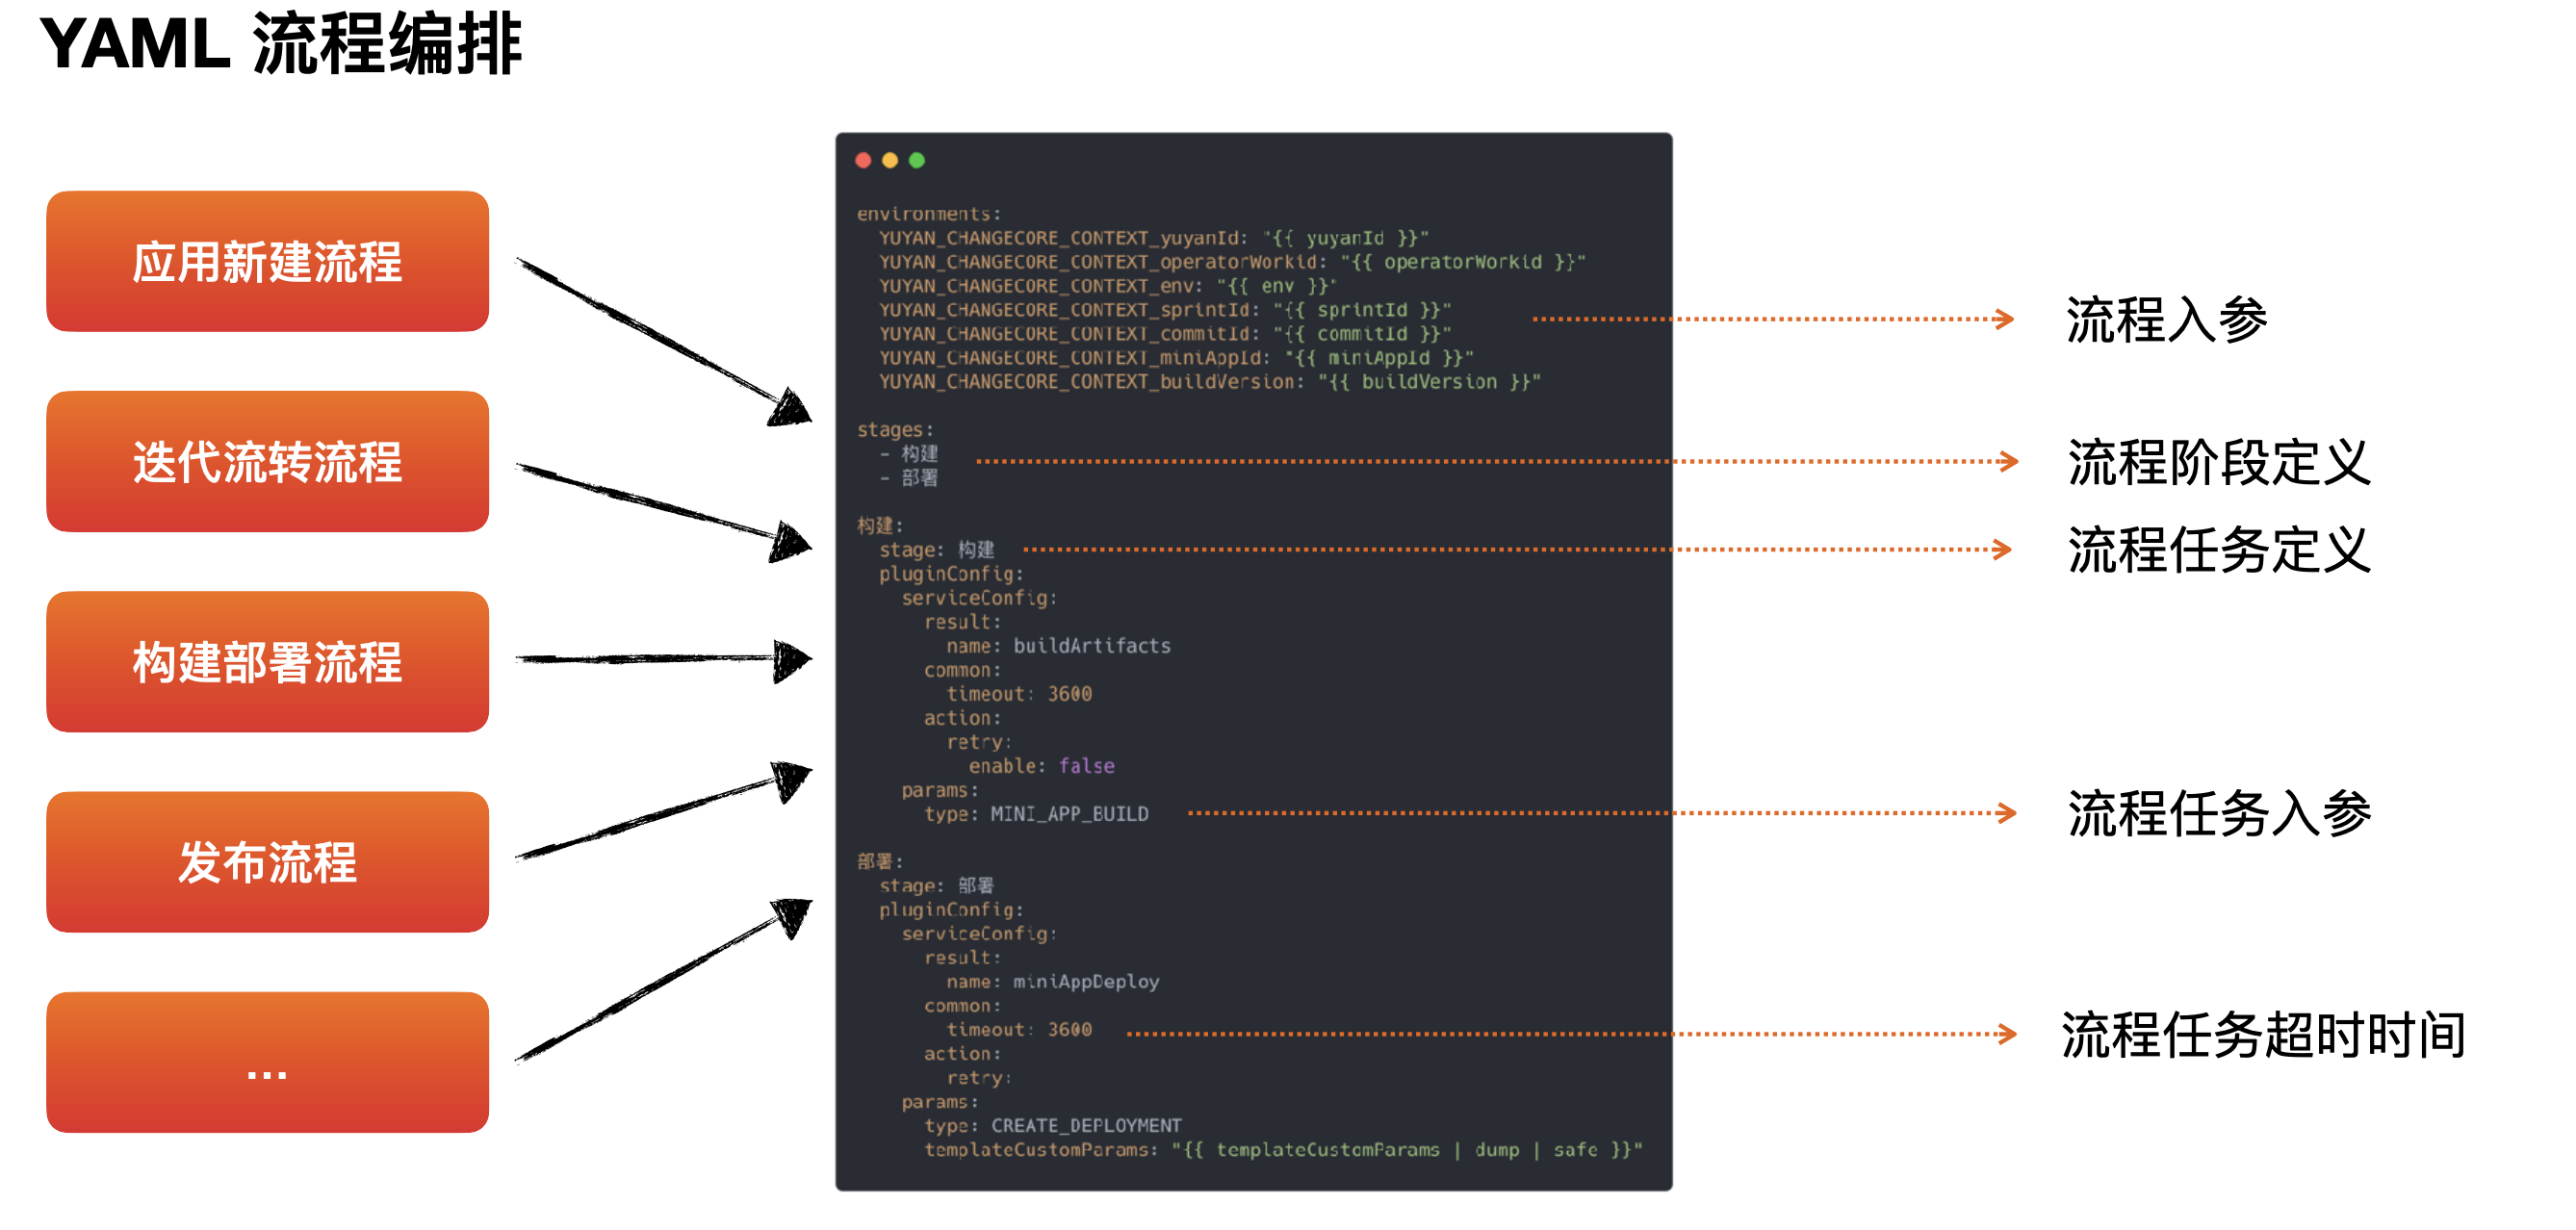 YAML 流程编排
应用新建流程
迭代流转流程
构建部署流程
发布流程
...
environments:
  YUYAN_CHANGECORE_CONTEXT_yuyanId: "{{ yuyanId }}"
  YUYAN_CHANGECORE_CONTEXT_operatorWorkid: "{{ operatorWorkid }}"
  YUYAN_CHANGECORE_CONTEXT_env: "{{ env }}"
  YUYAN_CHANGECORE_CONTEXT_sprintId: "{{ sprintId }}"
  YUYAN_CHANGECORE_CONTEXT_commitId: "{{ commitId }}"
  YUYAN_CHANGECORE_CONTEXT_miniAppId: "{{ miniAppId }}"
  YUYAN_CHANGECORE_CONTEXT_buildVersion: "{{ buildVersion }}"
stages:
  - 构建
  - 部署
构建:
  stage: 构建
  pluginConfig:
    serviceConfig:
      result:
        name: buildArtifacts
      common:
        timeout: 3600
      action:
        retry:
          enable: false
    params:
      type: MINI_APP_BUILD
部署:
  stage: 部署
  pluginConfig:
    serviceConfig:
      result:
        name: miniAppDeploy
      common:
        timeout: 3600
      action:
        retry:
    params:
      type: CREATE_DEPLOYMENT
      templateCustomParams: "{{ templateCustomParams | dump | safe }}"
流程入参
流程阶段定义
流程任务定义
流程任务入参
流程任务超时时间